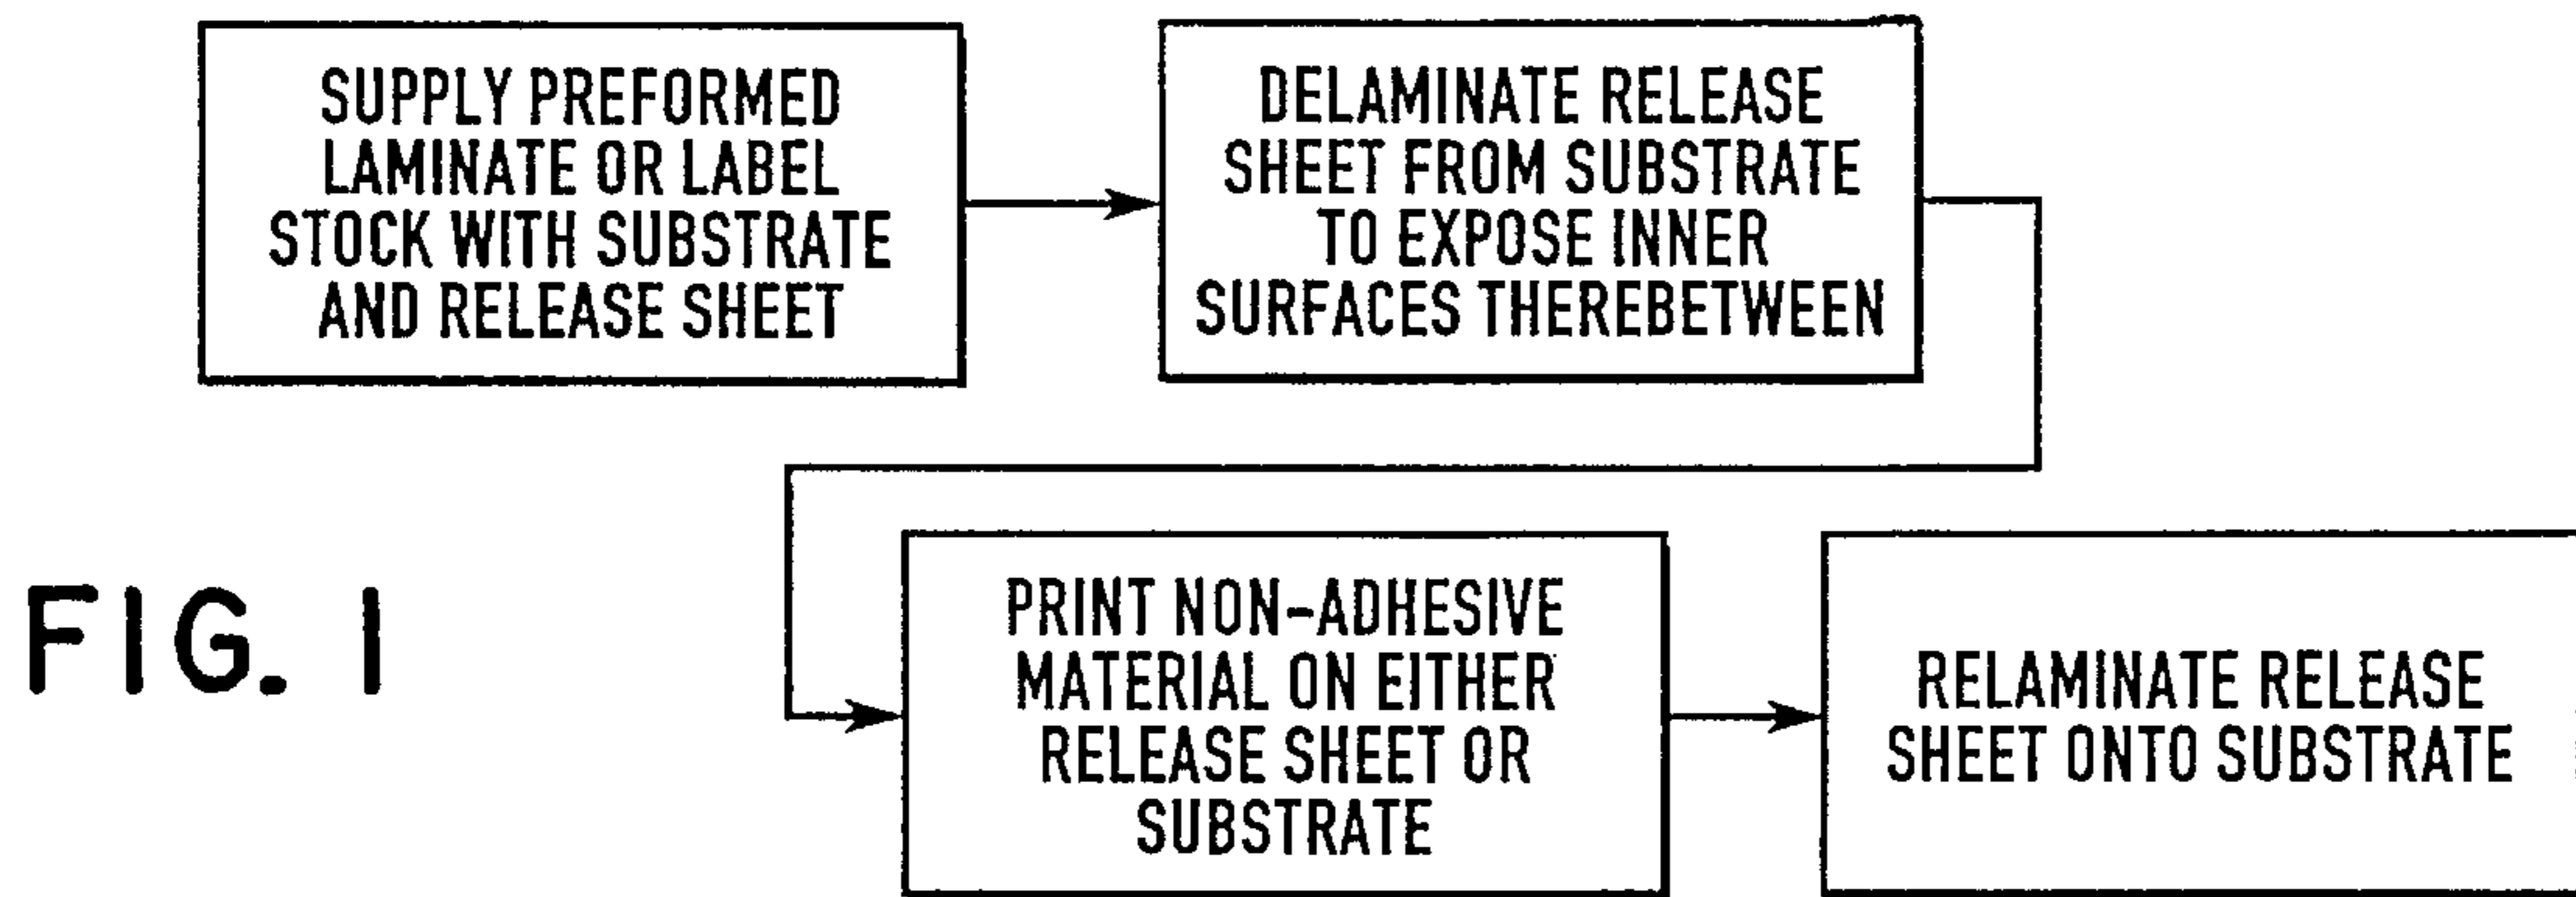 SUPPLY PREFORMED
LAMINATE OR LABEL
STOCK WITH SUBSTRATE
AND RELEASE SHEET
DELAMINATE RELEASE
SHEET FROM SUBSTRATE
TO EXPOSE INNER
SURFACES THEREBETWEEN
PRINT NON-ADHESIVE
MATERIAL ON EITHER
RELEASE SHEET OR
SUBSTRATE
RELAMINATE RELEASE
SHEET ONTO SUBSTRATE
FIG. 1